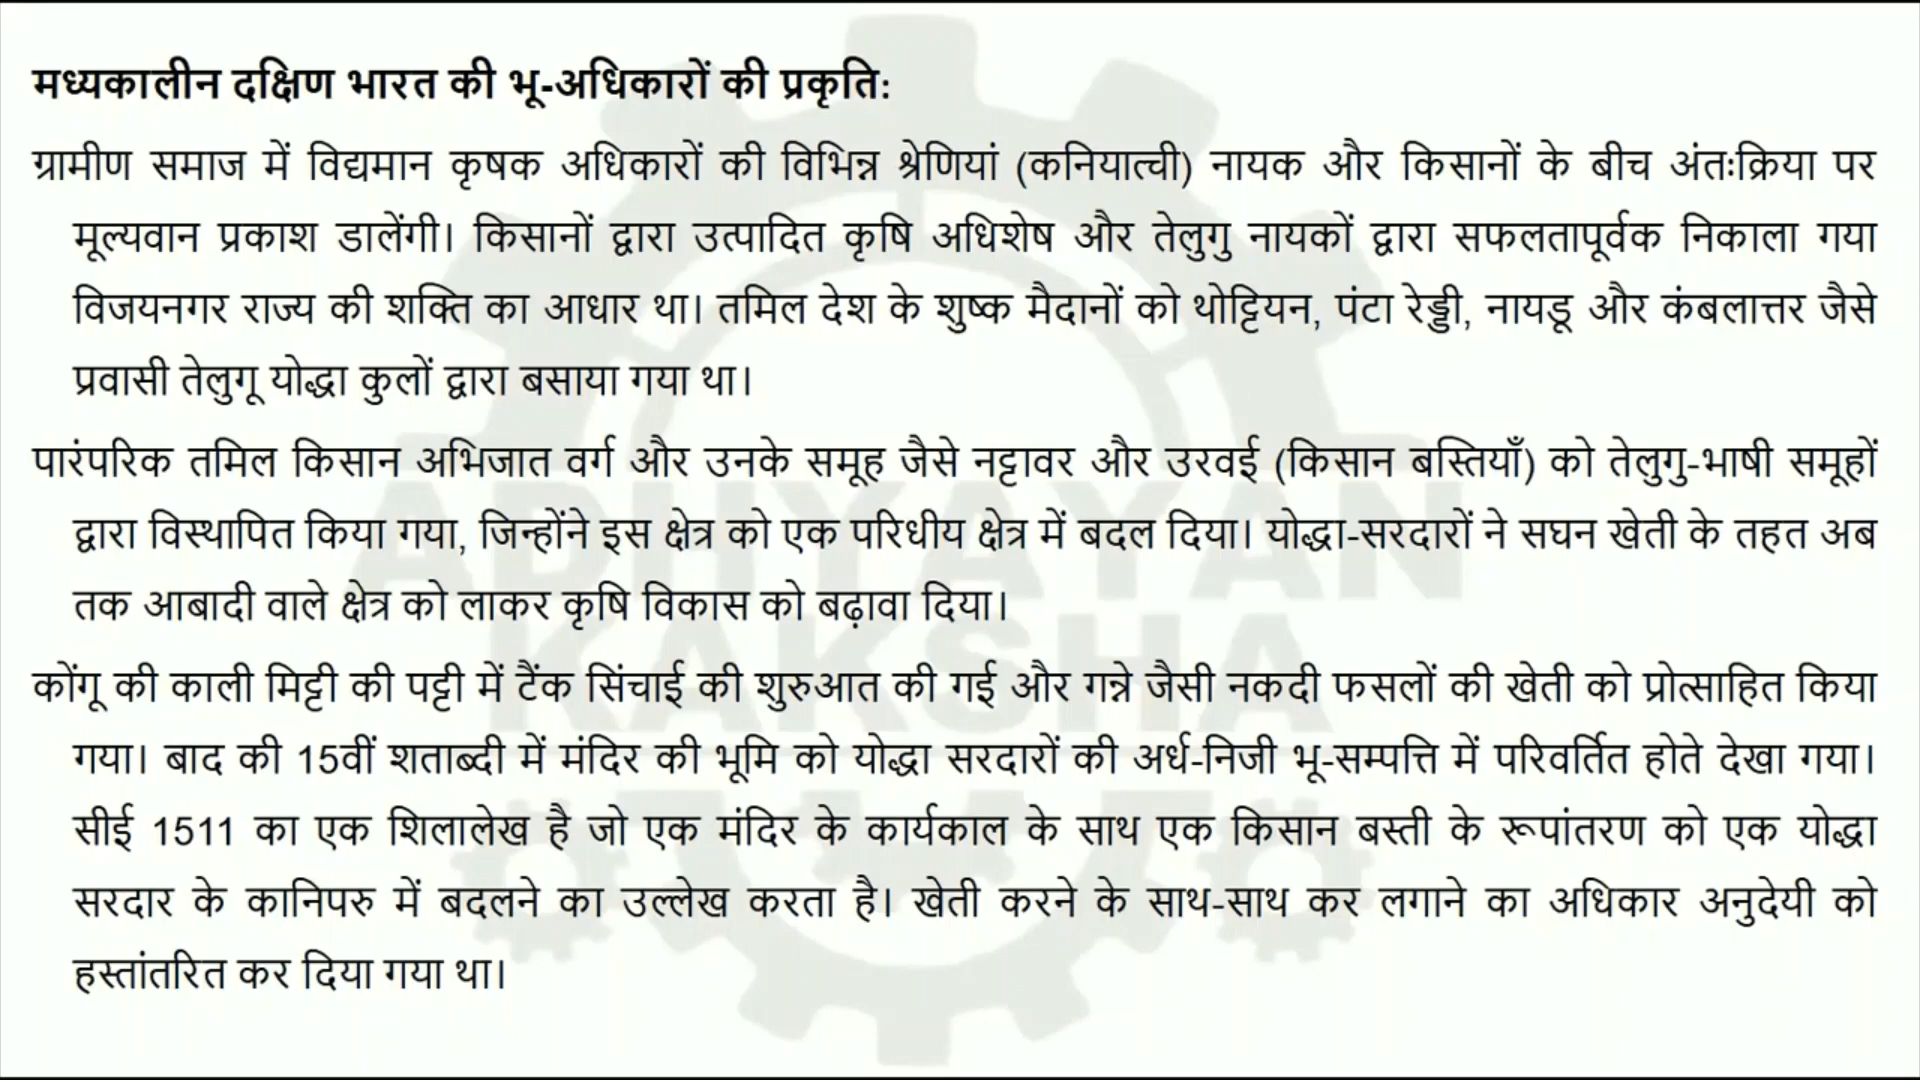 मध्यकालीन दक्षिण भारत की भू-अधिकारों की प्रकृति:
ग्रामीण समाज में विद्यमान कृषक अधिकारों की विभिन्न श्रेणियां (कनियात्ची) नायक और किसानों के बीच अंतःक्रिया पर
मूल्यवान प्रकाश डालेंगी। किसानों द्वारा उत्पादित कृषि अधिशेष और तेलुगु नायकों द्वारा सफलतापूर्वक निकाला गया
विजयनगर राज्य की शक्ति का आधार था। तमिल देश के शुष्क मैदानों को थोट्टियन, पंटा रेड्डी, नायडू और कंबलात्तर जैसे
प्रवासी तेलुगू योद्धा कुलों द्वारा बसाया गया था।
पारंपरिक तमिल किसान अभिजात वर्ग और उनके समूह जैसे नट्टावर और उरवई (किसान बस्तियाँ) को तेलुगु-भाषी समूहों
द्वारा विस्थापित किया गया, जिन्होंने इस क्षेत्र को एक परिधीय क्षेत्र में बदल दिया। योद्धा-सरदारों ने सघन खेती के तहत अब
तक आबादी वाले क्षेत्र को लाकर कृषि विकास को बढ़ावा दिया।
कोंगू की काली मिट्टी की पट्टी में टैंक सिंचाई की शुरुआत की गई और गन्ने जैसी नकदी फसलों की खेती को प्रोत्साहित किया
गया। बाद की 15वीं शताब्दी में मंदिर की भूमि को योद्धा सरदारों की अर्ध-निजी भू-सम्पत्ति में परिवर्तित होते देखा गया।
सीई 1511 का एक शिलालेख है जो एक मंदिर के कार्यकाल के साथ एक किसान बस्ती के रूपांतरण को एक योद्धा
सरदार के कानिपरु में बदलने का उल्लेख करता है। खेती करने के साथ-साथ कर लगाने का अधिकार अनुदेयी को
हस्तांतरित कर दिया गया था।
ADHYAYAN
KAKSHA